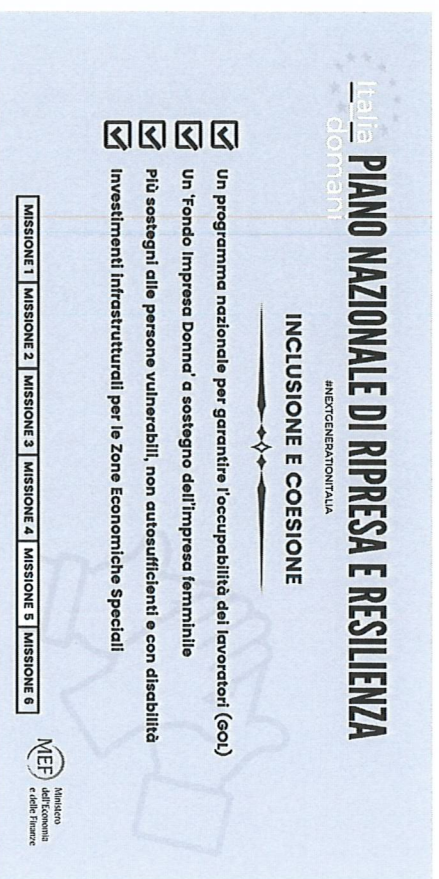 Italia
domani
PIANO NAZIONALE DI RIPRESA E RESILIENZA
#NEXTGENERATIONITALIA
INCLUSIONE E COESIONE
Un programma nazionale per garantire l'occupabilità dei lavoratori (GOL)
Un 'Fondo Impresa Donna' a sostegno dell'impresa femminile
Più sostegni alle persone vulnerabili, non autosufficienti e con disabilità
Investimenti infrastrutturali per le Zone Economiche Speciali
MISSIONE 1 MISSIONE 2 MISSIONE 3 MISSIONE 4 MISSIONE 5 MISSIONE 6
MEF
Ministero
dell'Economia
e delle Finanze